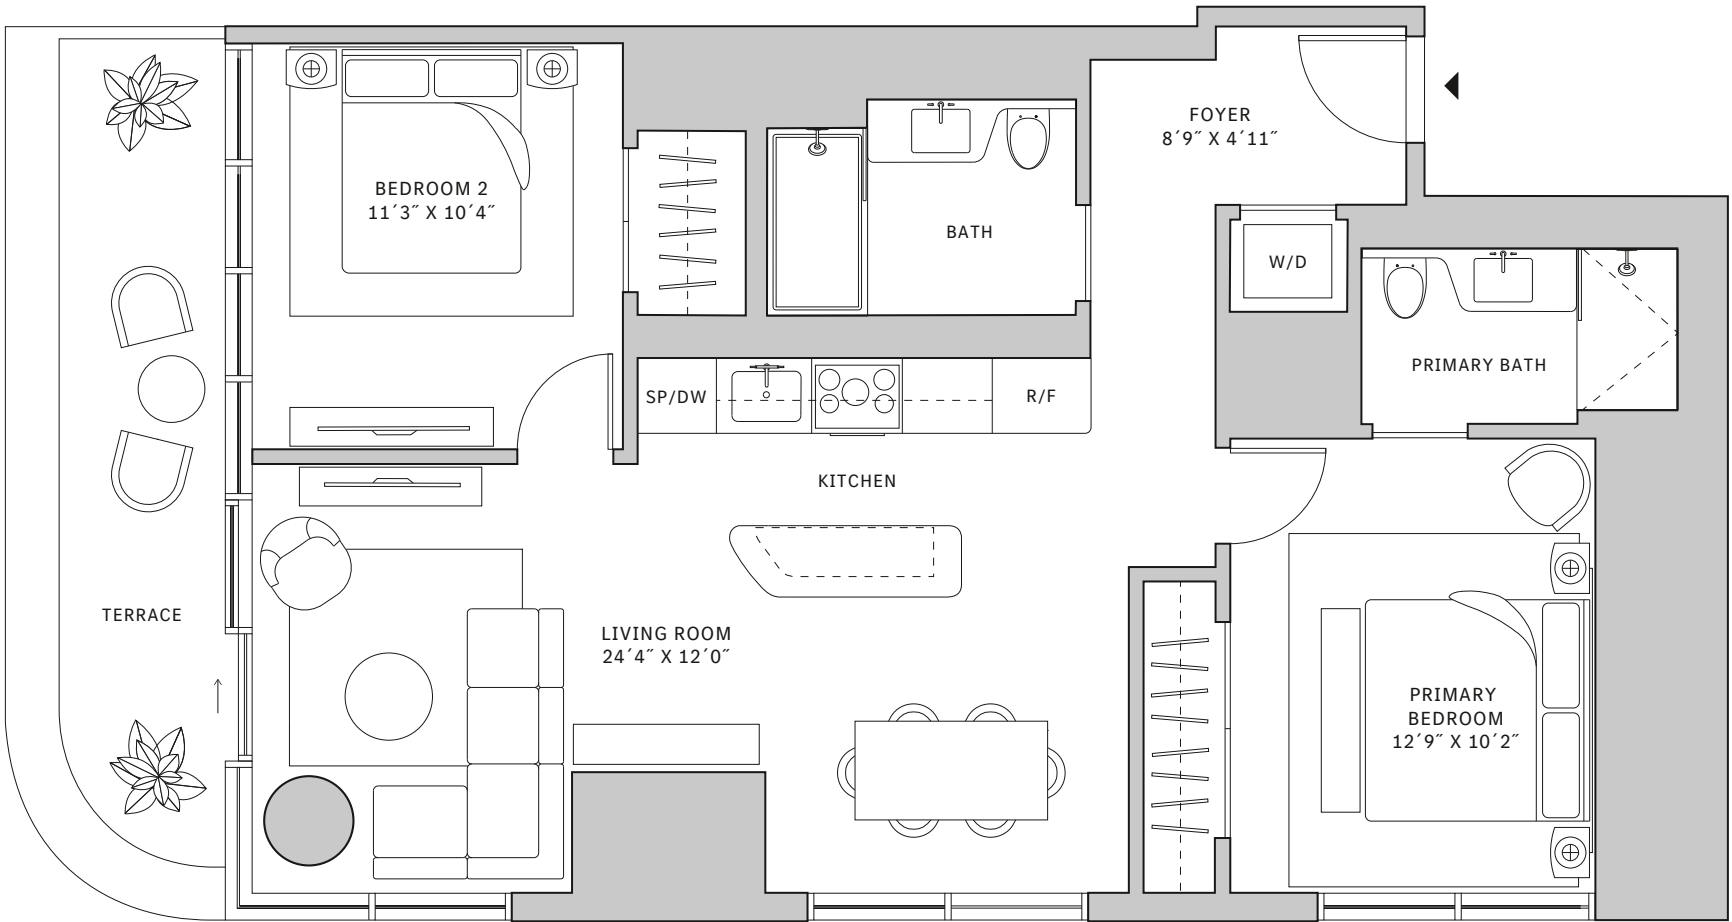 FOYER
8´9˝ X 4´11˝
BEDROOM 2
11´3˝ X 10´4˝
BATH
W/D
PRIMARY BATH
SP/DW
R/F
KITCHEN
TERRACE
LIVING ROOM
24´4˝ X 12´0˝
PRIMARY
BEDROOM
12´9˝ X 10´2˝